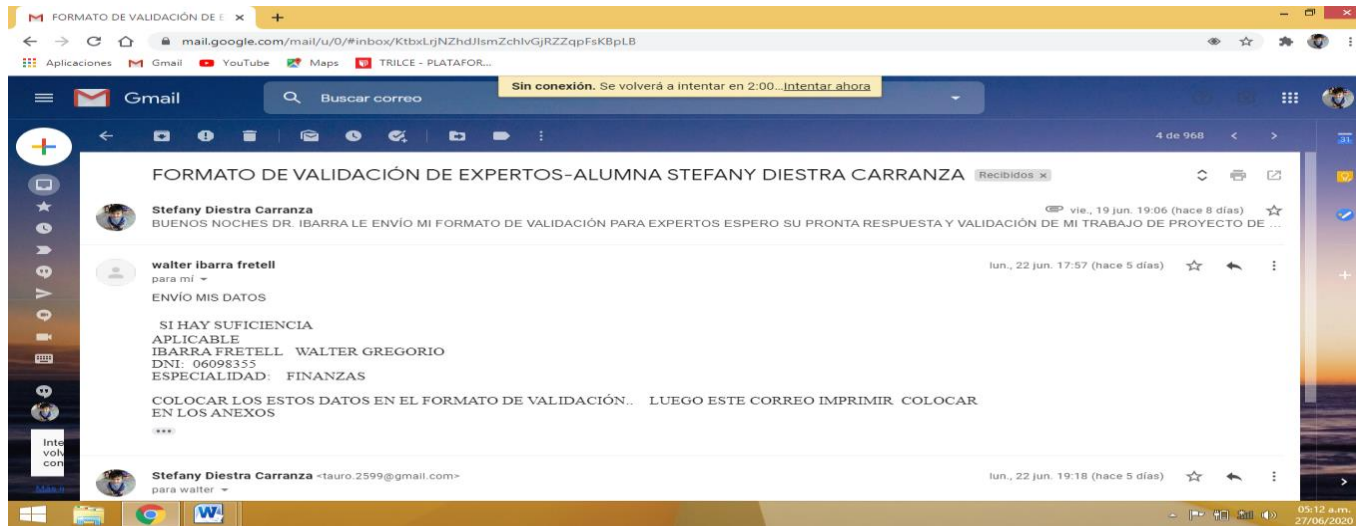 FORMATO DE VALIDACIÓN DE E
mail.google.com/mail/u/0/#inbox/KtbxLrjNZhdJlsmZchlvGjRZZqpFsKBpLB
Aplicaciones Gmail YouTube Maps TRILCE - PLATAFOR...
Sin conexión. Se volverá a intentar en 2:00... Intentar ahora
Gmail
Buscar correo
4 de 968
31
FORMATO DE VALIDACIÓN DE EXPERTOS-ALUMNA STEFANY DIESTRA CARRANZA Recibidos x
Stefany Diestra Carranza vie., 19 jun. 19:06 (hace 8 días)
BUENOS NOCHES DR. IBARRA LE ENVÍO MI FORMATO DE VALIDACIÓN PARA EXPERTOS ESPERO SU PRONTA RESPUESTA Y VALIDACIÓN DE MI TRABAJO DE PROYECTO DE ...
walter ibarra fretell lun., 22 jun. 17:57 (hace 5 días)
para mí
ENVÍO MIS DATOS
SI HAY SUFICIENCIA
APLICABLE
IBARRA FRETELL WALTER GREGORIO
DNI: 06098355
ESPECIALIDAD: FINANZAS
COLOCAR LOS ESTOS DATOS EN EL FORMATO DE VALIDACIÓN.. LUEGO ESTE CORREO IMPRIMIR COLOCAR
EN LOS ANEXOS
Inte
volv
con
Stefany Diestra Carranza <tauro.2599@gmail.com> lun., 22 jun. 19:18 (hace 5 días)
para walter
05:12 a.m.
27/06/2020